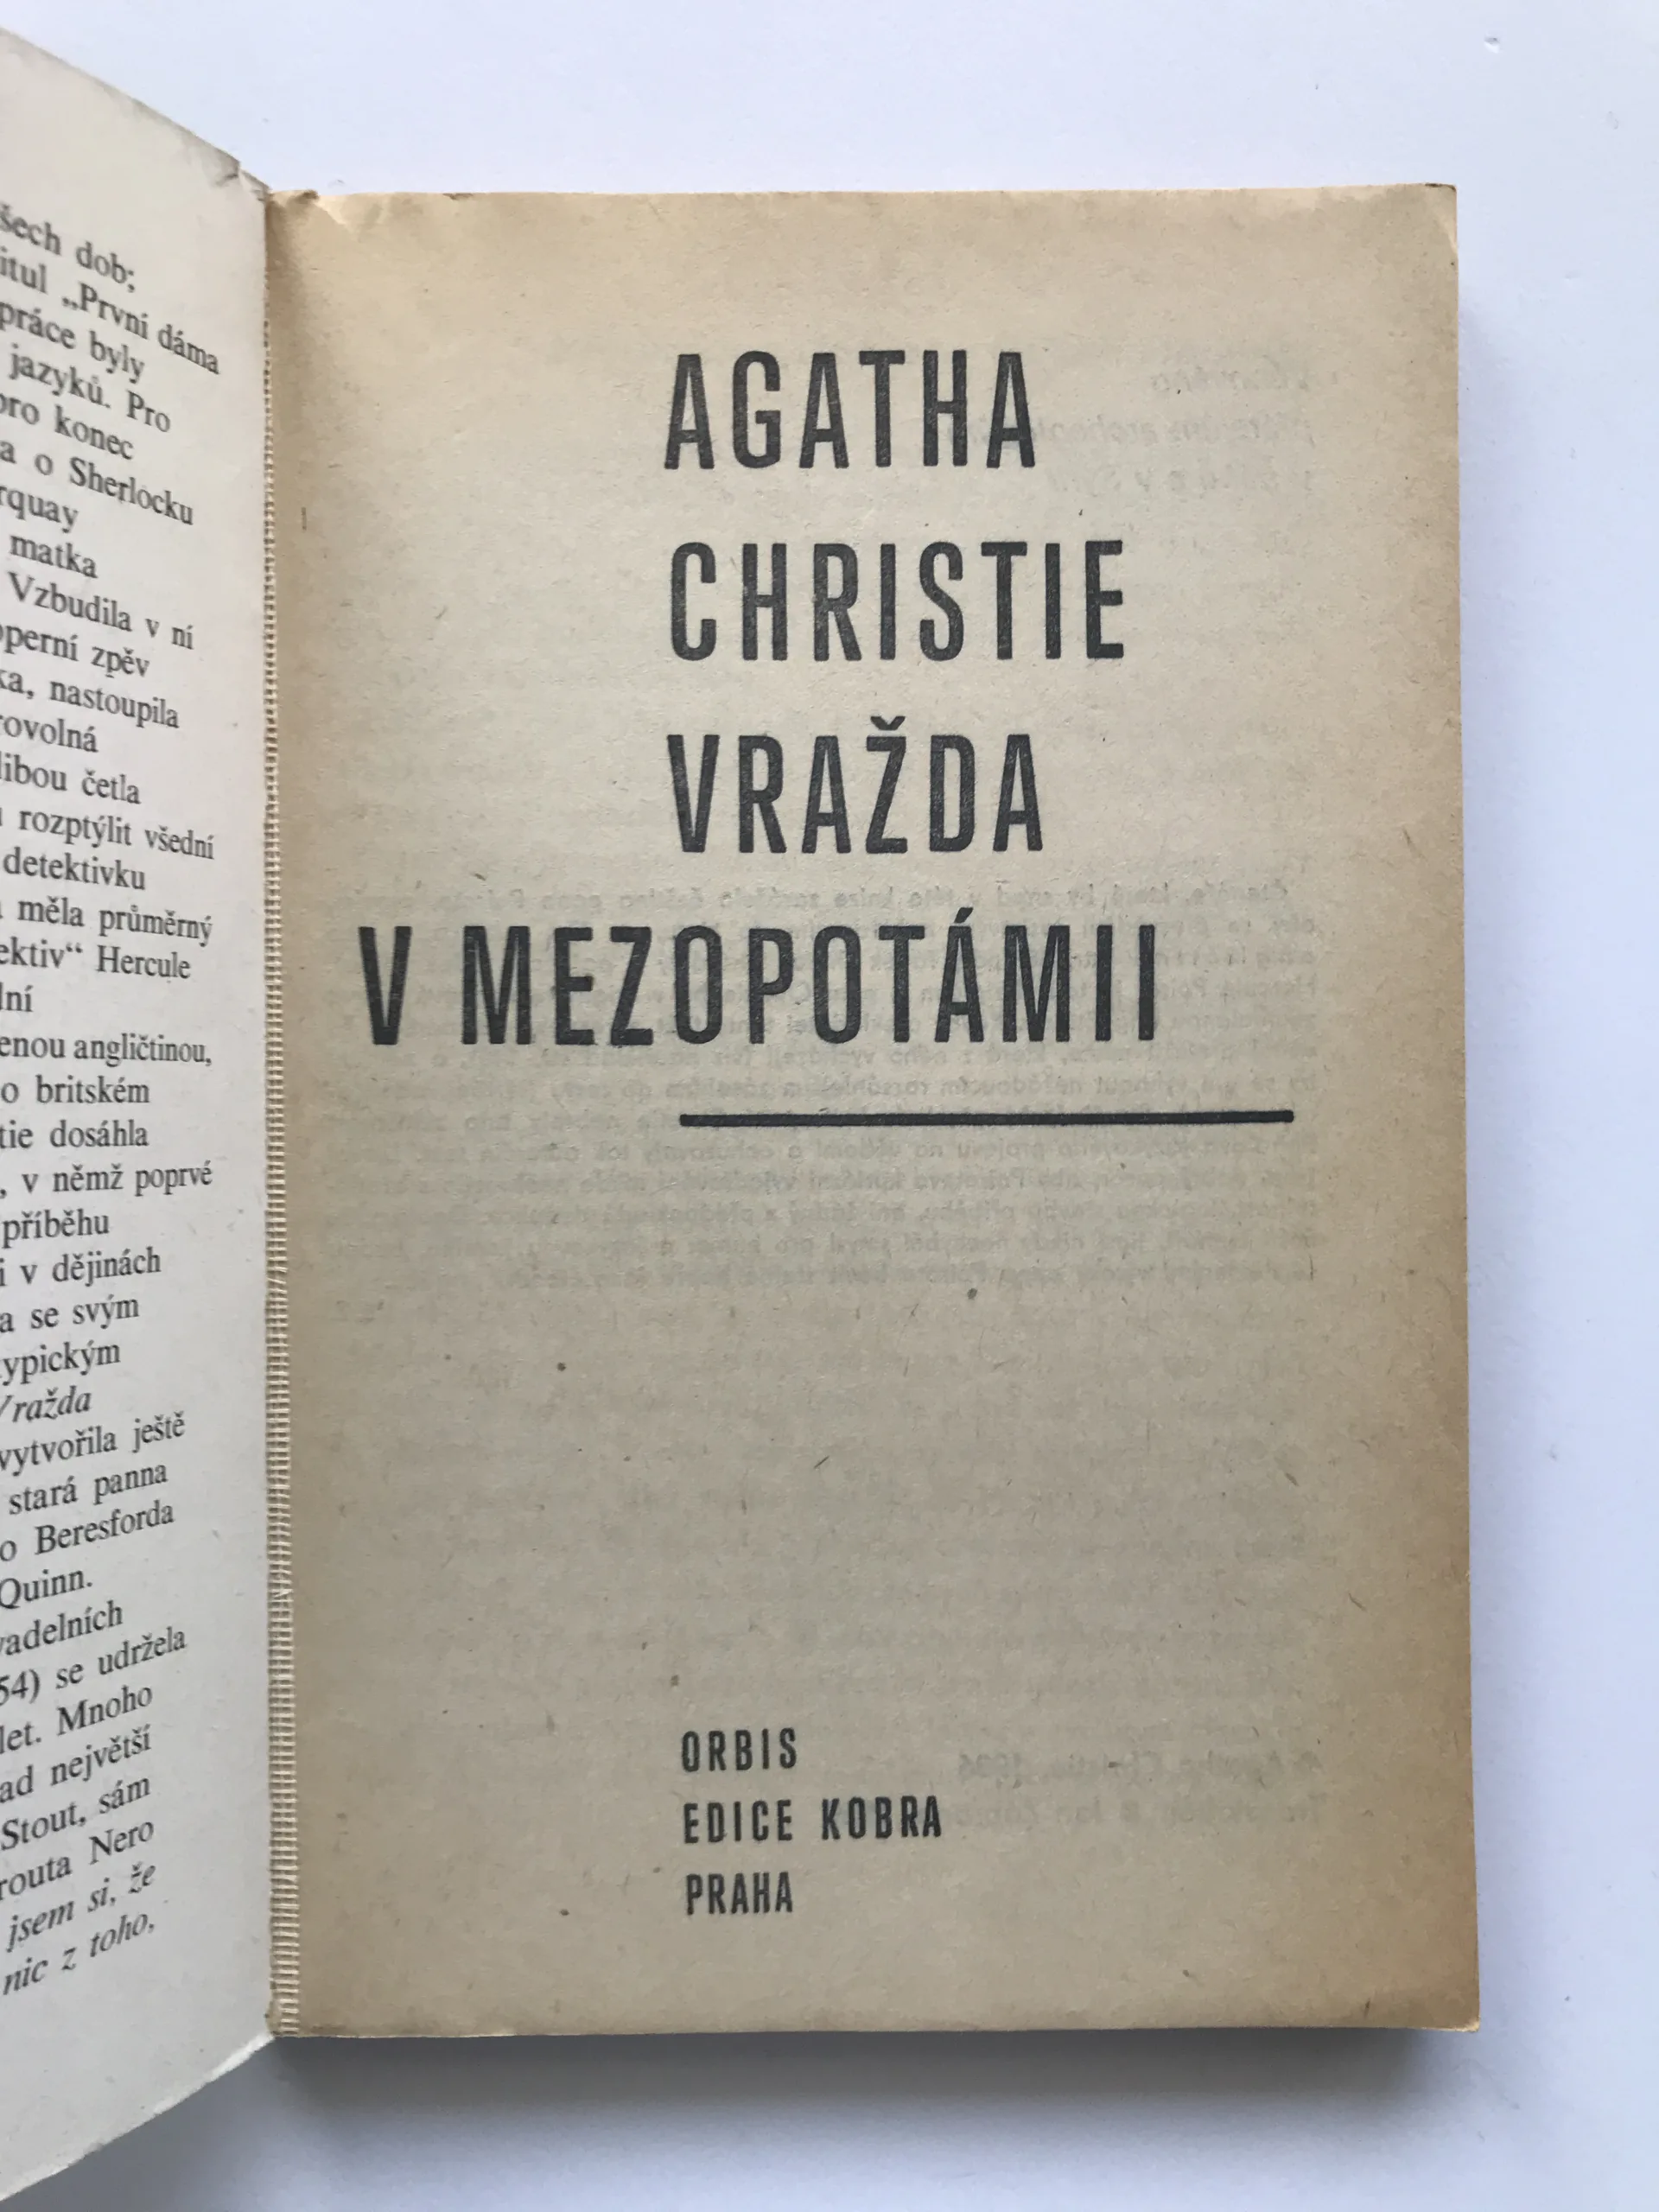 šech dob;
itul „První dáma
práce byly
jazyků. Pro
pro konec
a o Sherlocku
rquay
matka
Vzbudila v ní
operní zpěv
ka, nastoupila
rovolná
libou četla
rozptýlit všední
detektivku
měla průměrný
ektiv“ Hercule
lní
enou angličtinou,
o britském
tie dosáhla
, v němž poprvé
příběhu
i v dějinách
a se svým
typickým
Vražda
vytvořila ještě
stará panna
o Beresforda
Quinn.
vadelních
54) se udržela
let. Mnoho
ad největší
Stout, sám
routa Nero
jsem si, že
nic z toho,
AGATHA
CHRISTIE
VRAŽDA
V MEZOPOTÁMII
ORBIS
EDICE KOBRA
PRAHA